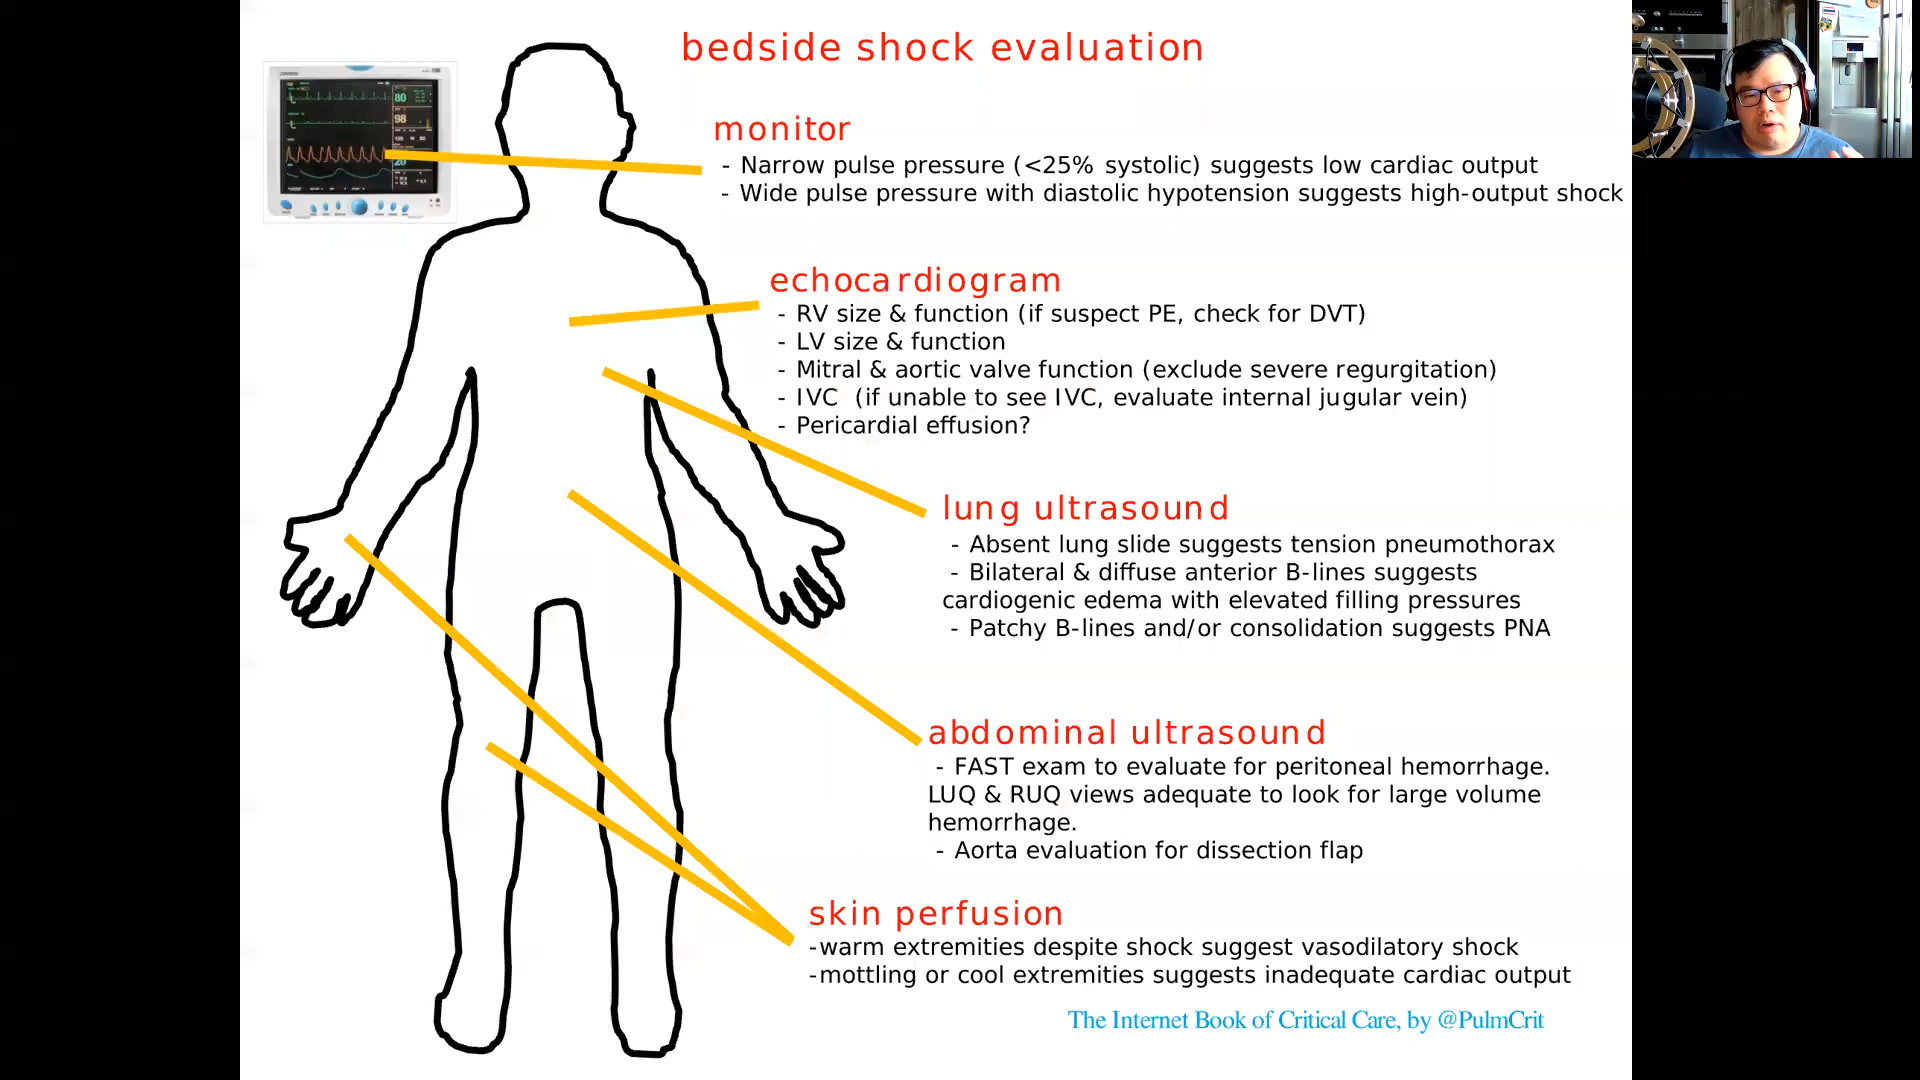 bedside shock evaluation
80
98
20
monitor
- Narrow pulse pressure (<25% systolic) suggests low cardiac output
- Wide pulse pressure with diastolic hypotension suggests high-output shock
echocardiogram
- RV size & function (if suspect PE, check for DVT)
- LV size & function
- Mitral & aortic valve function (exclude severe regurgitation)
- IVC (if unable to see IVC, evaluate internal jugular vein)
- Pericardial effusion?
lung ultrasound
- Absent lung slide suggests tension pneumothorax
- Bilateral & diffuse anterior B-lines suggests
cardiogenic edema with elevated filling pressures
- Patchy B-lines and/or consolidation suggests PNA
abdominal ultrasound
- FAST exam to evaluate for peritoneal hemorrhage.
LUQ & RUQ views adequate to look for large volume
hemorrhage.
- Aorta evaluation for dissection flap
skin perfusion
-warm extremities despite shock suggest vasodilatory shock
-mottling or cool extremities suggests inadequate cardiac output
The Internet Book of Critical Care, by @PulmCrit